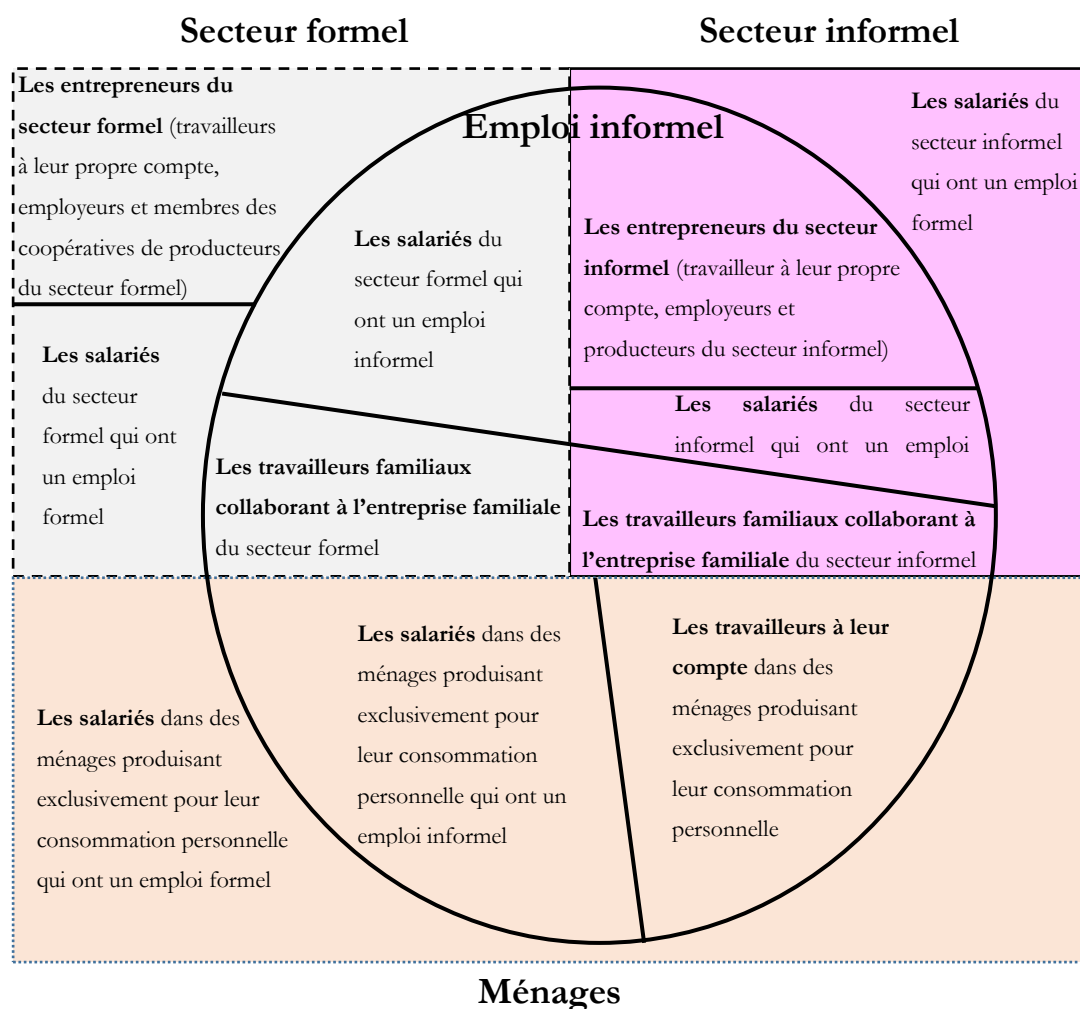 Secteur formel
Secteur informel
Les entrepreneurs du
secteur formel (travailleurs
à leur propre compte,
employeurs et membres des
coopératives de producteurs
du secteur formel)
Emploi informel
Les salariés du
secteur informel
qui ont un emploi
formel
Les salariés du
secteur formel qui
ont un emploi
informel
Les entrepreneurs du secteur
informel (travailleur à leur propre
compte, employeurs et
producteurs du secteur informel)
Les salariés
du secteur
formel qui ont
un emploi
formel
Les salariés du secteur
informel qui ont un emploi
Les travailleurs familiaux
collaborant à l’entreprise familiale
du secteur formel
Les travailleurs familiaux collaborant à
l’entreprise familiale du secteur informel
Les salariés dans des
ménages produisant
exclusivement pour leur
consommation personnelle
qui ont un emploi formel
Les salariés dans des
ménages produisant
exclusivement pour
leur consommation
personnelle qui ont un
emploi informel
Les travailleurs à leur
compte dans des
ménages produisant
exclusivement pour
leur consommation
personnelle
Ménages